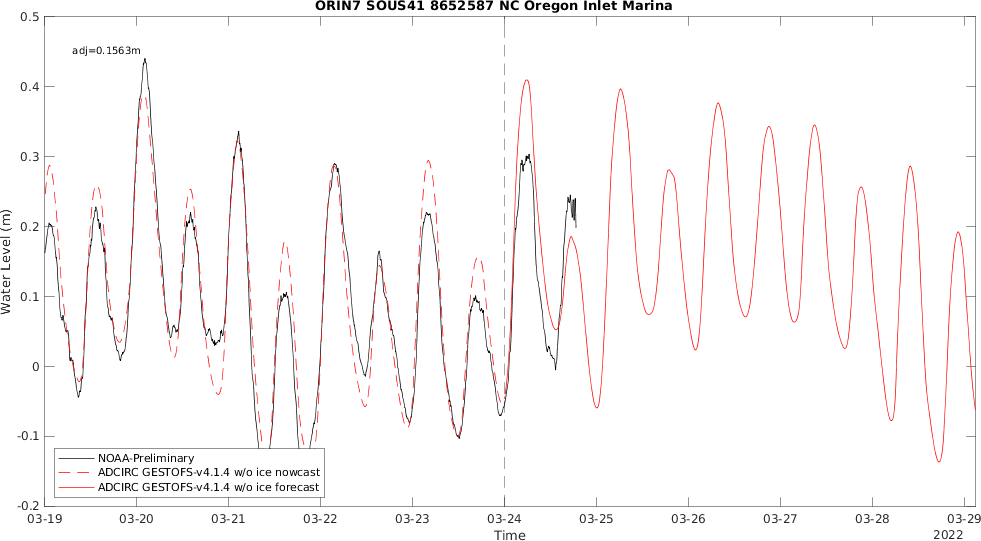 ORIN7 SOUS41 8652587 NC Oregon Inlet Marina
adj=0.1563m
0.5
0.4
0.3
0.2
0.1
0
-0.1
-0.2
Water Level (m)
NOAA-Preliminary
ADCIRC GESTOFS-v4.1.4 w/o ice nowcast
ADCIRC GESTOFS-v4.1.4 w/o ice forecast
03-19 03-20 03-21 03-22 03-23 03-24 03-25 03-26 03-27 03-28 03-29
Time
2022